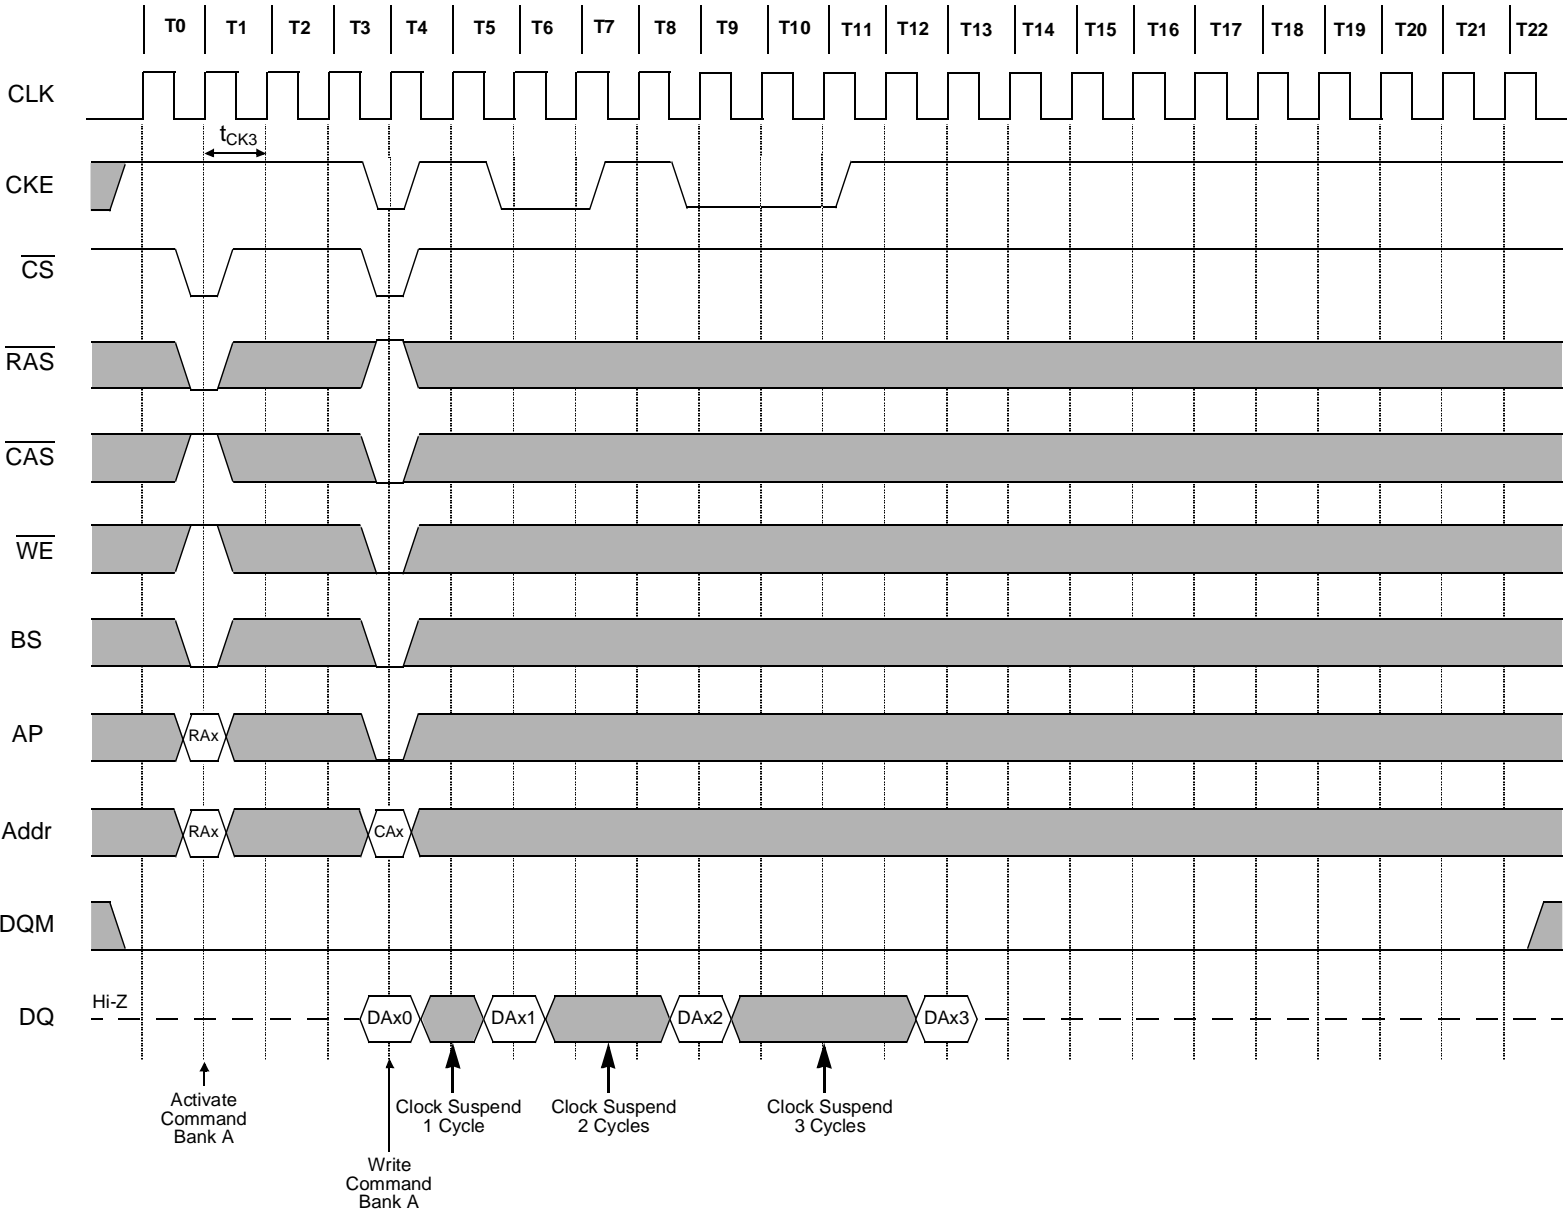 T0 T1 T2 T3 T4 T5 T6 T7 T8 T9 T10 T11 T12 T13 T14 T15 T16 T17 T18 T19 T20 T21 T22
CLK
tCK3
CKE
CS
RAS
CAS
WE
BS
AP
RAx
Addr
RAx
CAx
DQM
Hi-Z
DQ
DAx0
DAx1
DAx2
DAx3
Activate
Command
Bank A
Clock Suspend
1 Cycle
Clock Suspend
2 Cycles
Clock Suspend
3 Cycles
Write
Command
Bank A